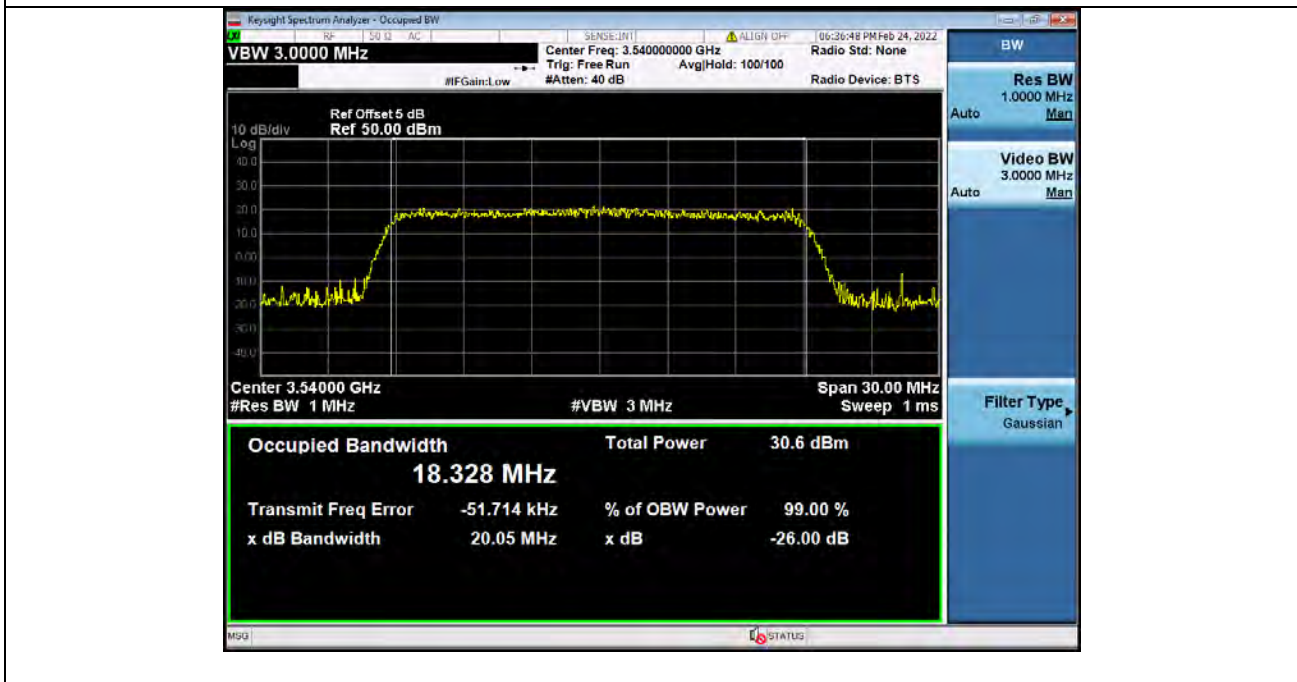 Keysight Spectrum Analyzer - Occupied BW
LXI RF 50 Ω AC SENSE:INT ALIGN OFF 06:36:48 PM Feb 24, 2022
VBW 3.0000 MHz
Center Freq: 3.540000000 GHz
Radio Std: None
Trig: Free Run Avg|Hold: 100/100
#IFGain:Low #Atten: 40 dB Radio Device: BTS
BW
Res BW
1.0000 MHz
Auto Man
Video BW
3.0000 MHz
Auto Man
Filter Type
Gaussian
Ref Offset 5 dB
10 dB/div Ref 50.00 dBm
Log
40.0
30.0
20.0
10.0
0.00
-10.0
-20.0
-30.0
-40.0
Center 3.54000 GHz Span 30.00 MHz
#Res BW 1 MHz #VBW 3 MHz Sweep 1 ms
Occupied Bandwidth Total Power 30.6 dBm
18.328 MHz
Transmit Freq Error -51.714 kHz % of OBW Power 99.00 %
x dB Bandwidth 20.05 MHz x dB -26.00 dB
MSG STATUS